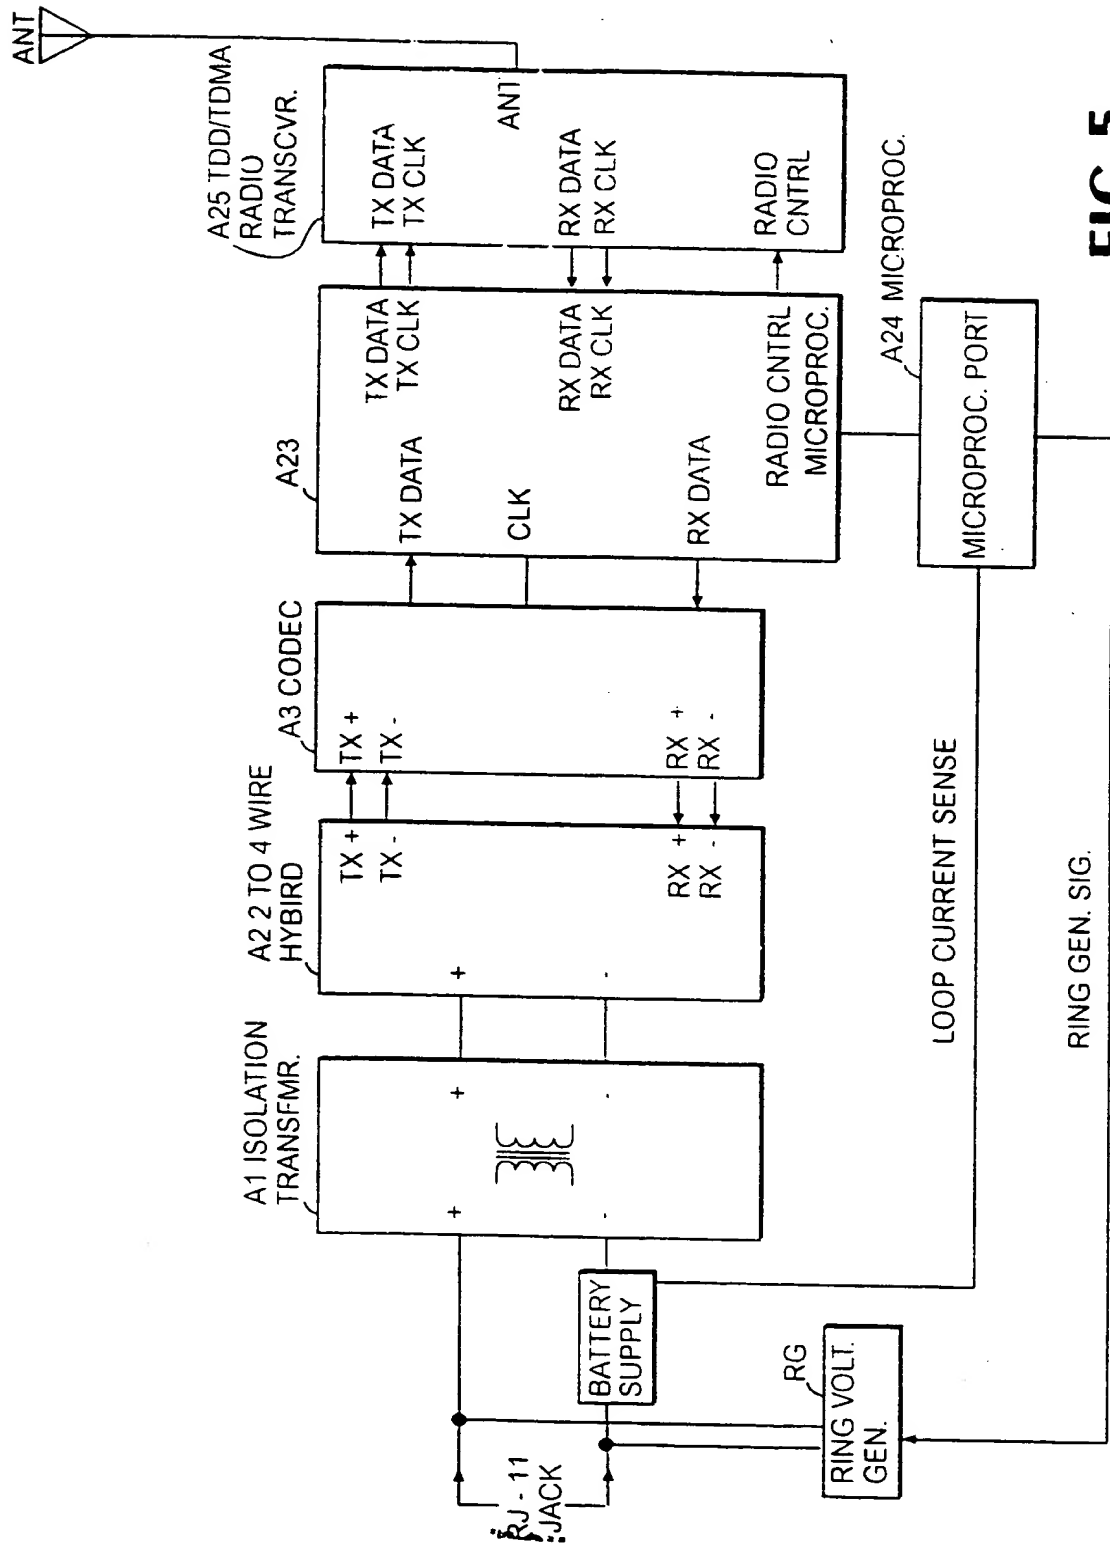 ANT
A25 TDD/TDMA
RADIO
TRANSCVR.
TX DATA
TX CLK
ANT
RX DATA
RX CLK
RADIO
CNTRL
A23
TX DATA
TX CLK
RX DATA
RX CLK
RADIO CNTRL
MICROPROC.
TX DATA
CLK
RX DATA
A24 MICROPROC.
MICROPROC. PORT
A3 CODEC
TX +
TX -
RX +
RX -
A2 2 TO 4 WIRE
HYBIRD
TX +
TX -
RX +
RX -
+
-
A1 ISOLATION
TRANSFMR.
+
-
+
-
BATTERY
SUPPLY
RJ - 11
JACK
RG
RING VOLT.
GEN.
LOOP CURRENT SENSE
RING GEN. SIG.
FIG. 5